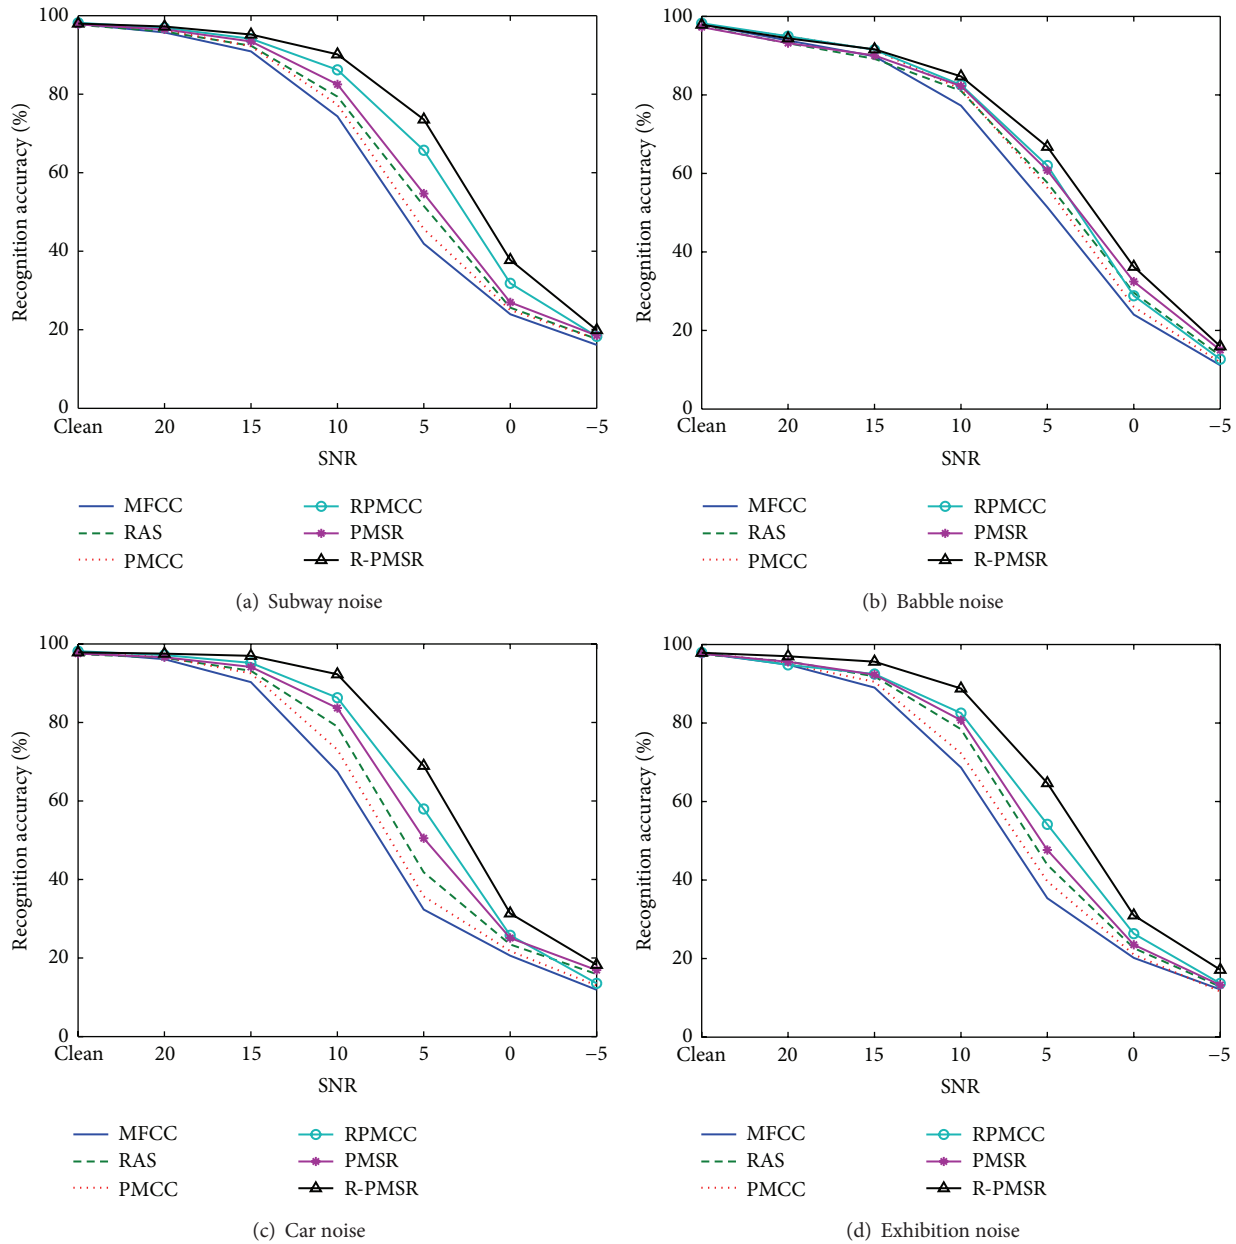 100
80
60
40
20
0
Recognition accuracy (%)
Clean 20 15 10 5 0 −5
SNR
MFCC
RAS
PMCC
RPMCC
PMSR
R-PMSR
(a) Subway noise
100
80
60
40
20
0
Recognition accuracy (%)
Clean 20 15 10 5 0 −5
SNR
MFCC
RAS
PMCC
RPMCC
PMSR
R-PMSR
(b) Babble noise
100
80
60
40
20
0
Recognition accuracy (%)
Clean 20 15 10 5 0 −5
SNR
MFCC
RAS
PMCC
RPMCC
PMSR
R-PMSR
(c) Car noise
100
80
60
40
20
0
Recognition accuracy (%)
Clean 20 15 10 5 0 −5
SNR
MFCC
RAS
PMCC
RPMCC
PMSR
R-PMSR
(d) Exhibition noise